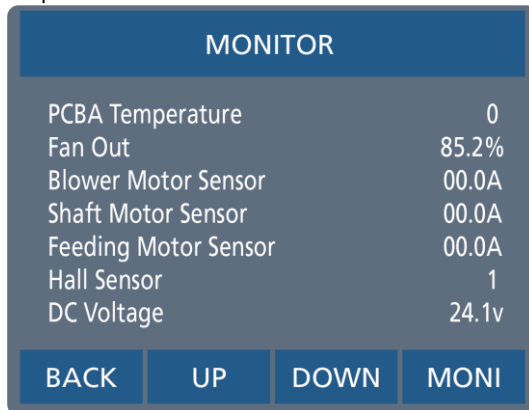 MONITOR
PCBA Temperature 0
Fan Out 85.2%
Blower Motor Sensor 00.0A
Shaft Motor Sensor 00.0A
Feeding Motor Sensor 00.0A
Hall Sensor 1
DC Voltage 24.1v
BACK UP DOWN MONI